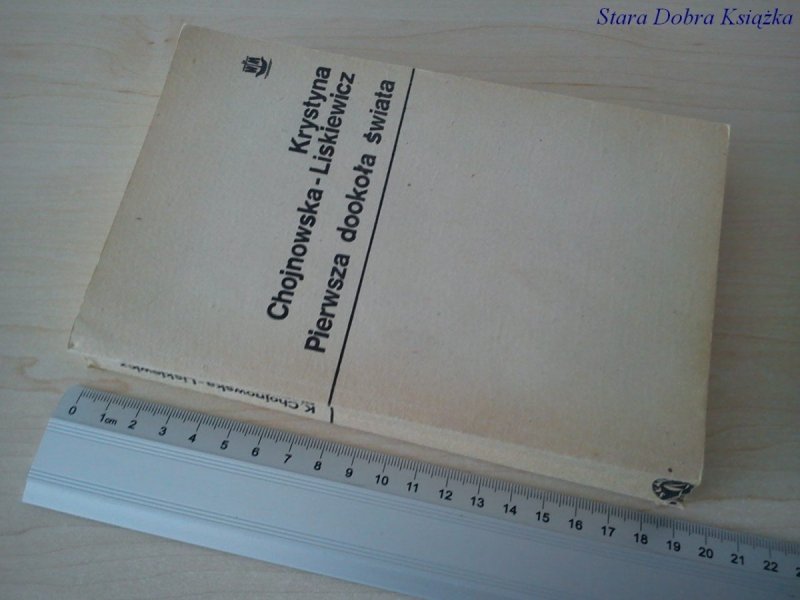 Stara Dobra Książka
Krystyna
Chojnowska-Liskiewicz
Pierwsza dookoła świata
K. Chojnowska-Liskiewicz
0 1cm 2 3 4 5 6 7 8 9 10 11 12 13 14 15 16 17 18 19 20 21 22